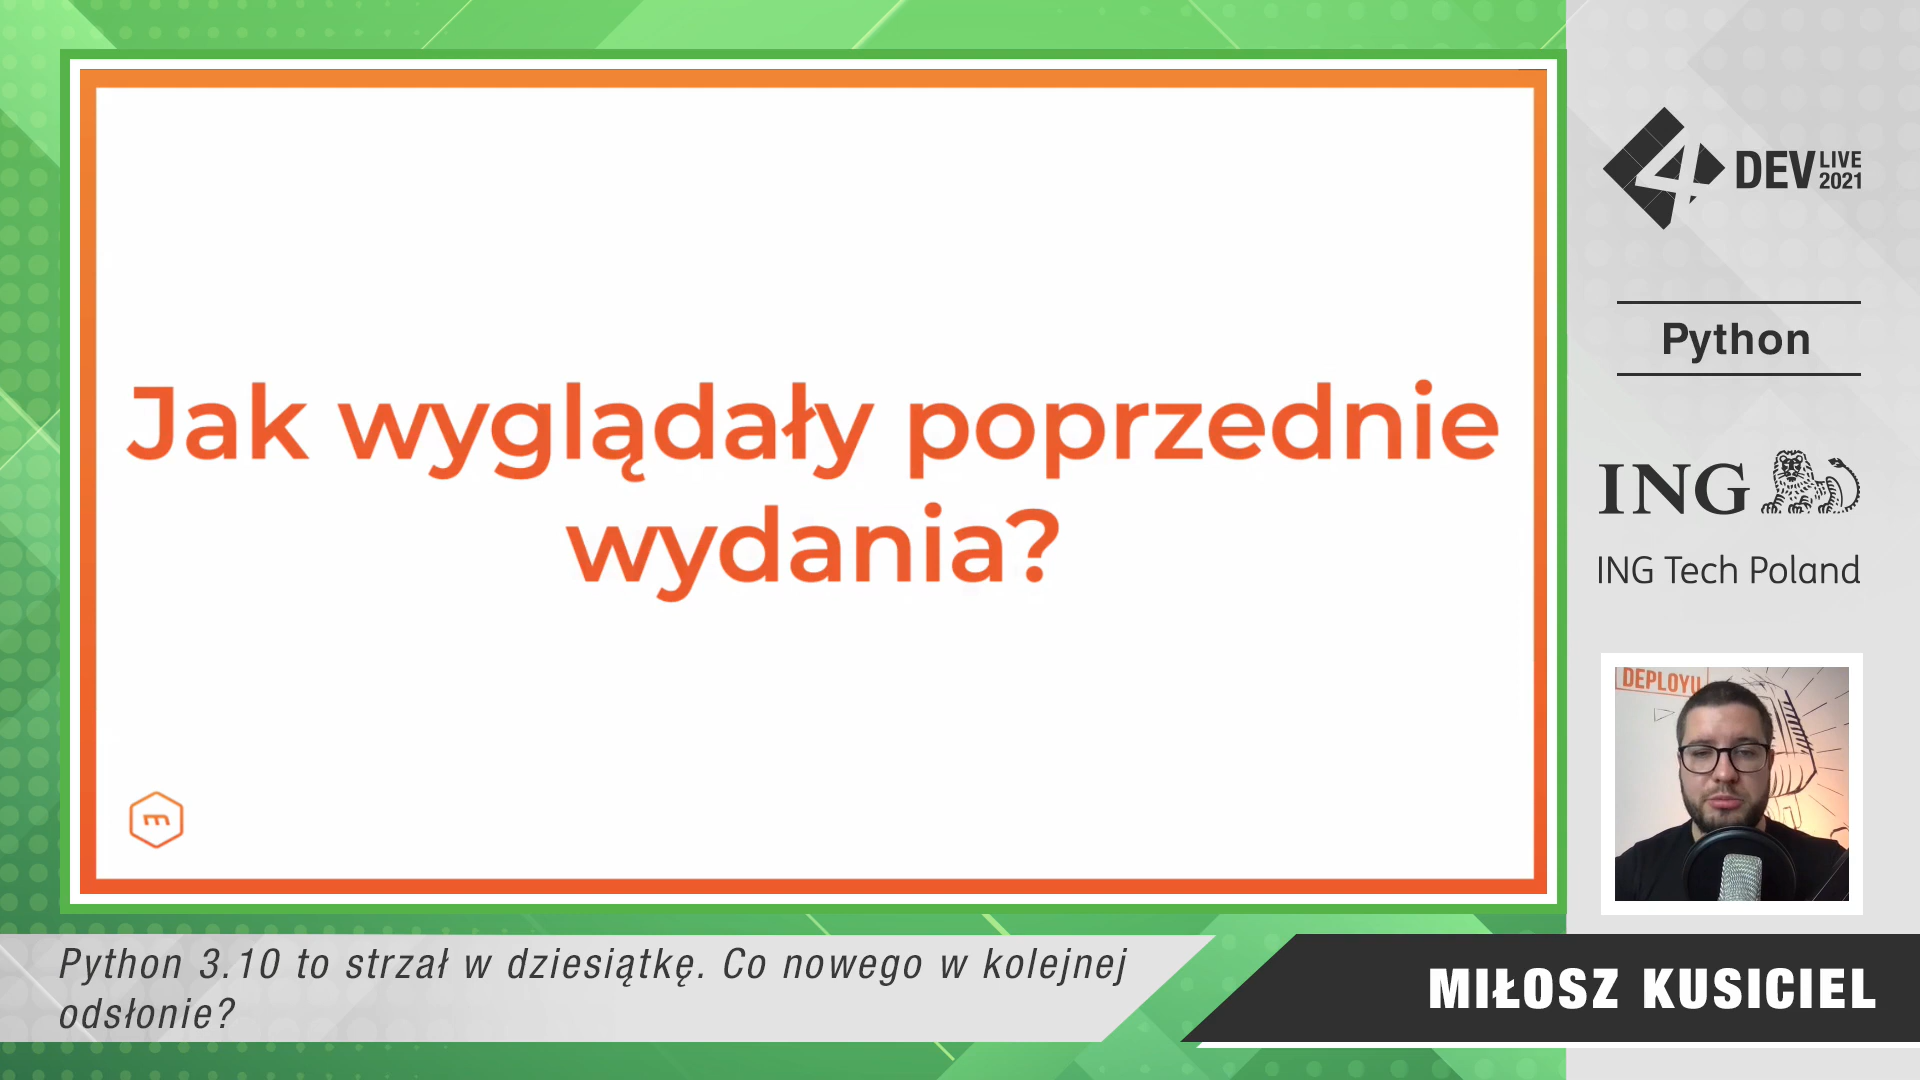 Jak wyglądały poprzednie
wydania?
4
DEV LIVE
2021
Python
ING
ING Tech Poland
DEPLOYU
m
Python 3.10 to strzał w dziesiątkę. Co nowego w kolejnej
odsłonie?
MIŁOSZ KUSICIEL